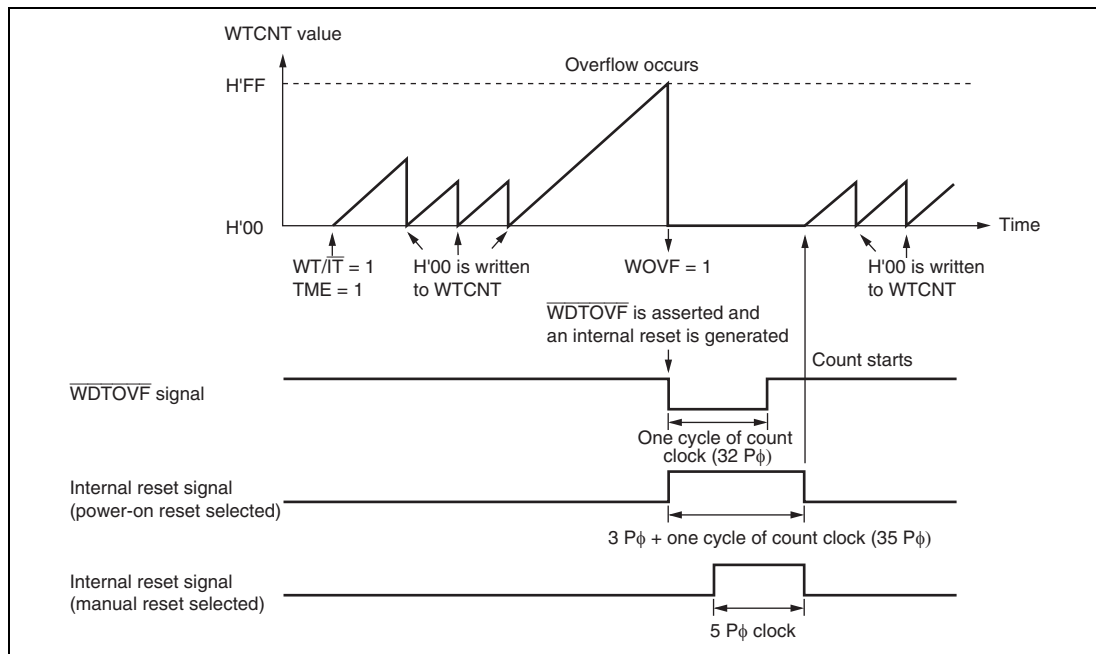 WTCNT value
Overflow occurs
H'FF
H'00
Time
WT/I̅T̅ = 1
TME = 1
H'00 is written
to WTCNT
WOVF = 1
H'00 is written
to WTCNT
W̅D̅T̅O̅V̅F̅ is asserted and
an internal reset is generated
Count starts
W̅D̅T̅O̅V̅F̅ signal
One cycle of count
clock (32 Pϕ)
Internal reset signal
(power-on reset selected)
3 Pϕ + one cycle of count clock (35 Pϕ)
Internal reset signal
(manual reset selected)
5 Pϕ clock